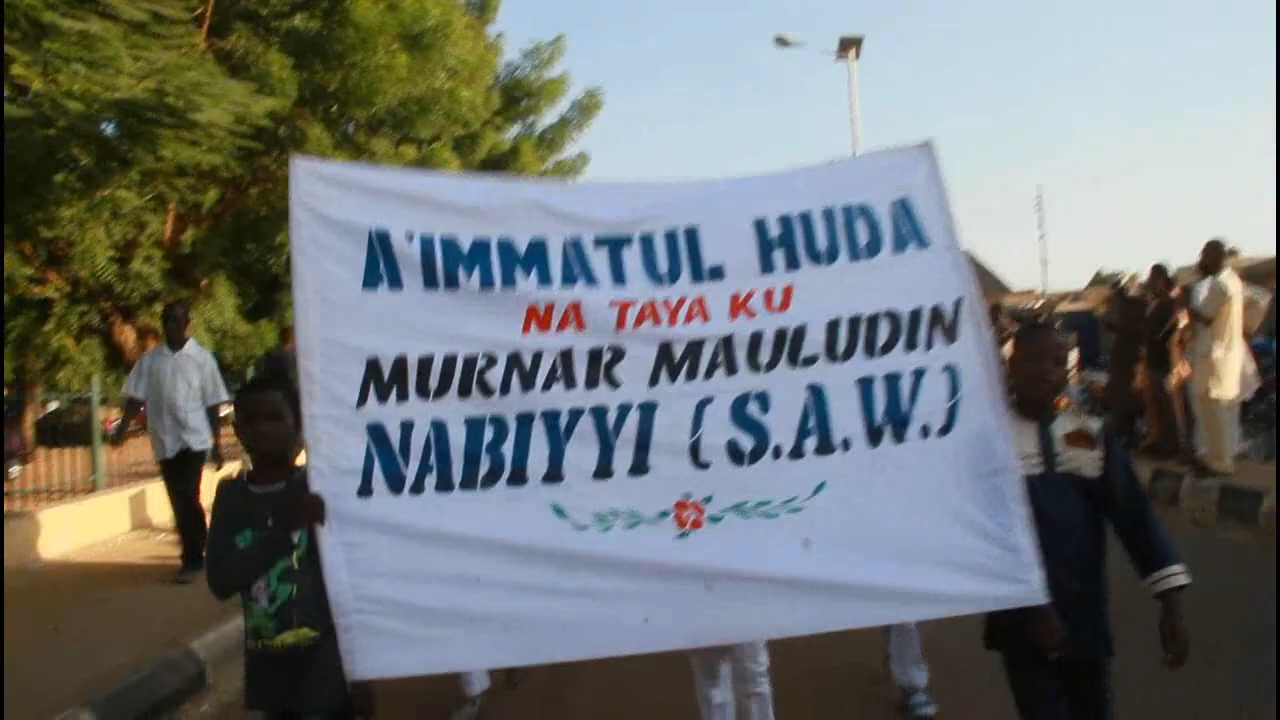 A'IMMATUL HUDA
NA TAYA KU
MURNAR MAULUDIN
NABIYYI (S.A.W.)